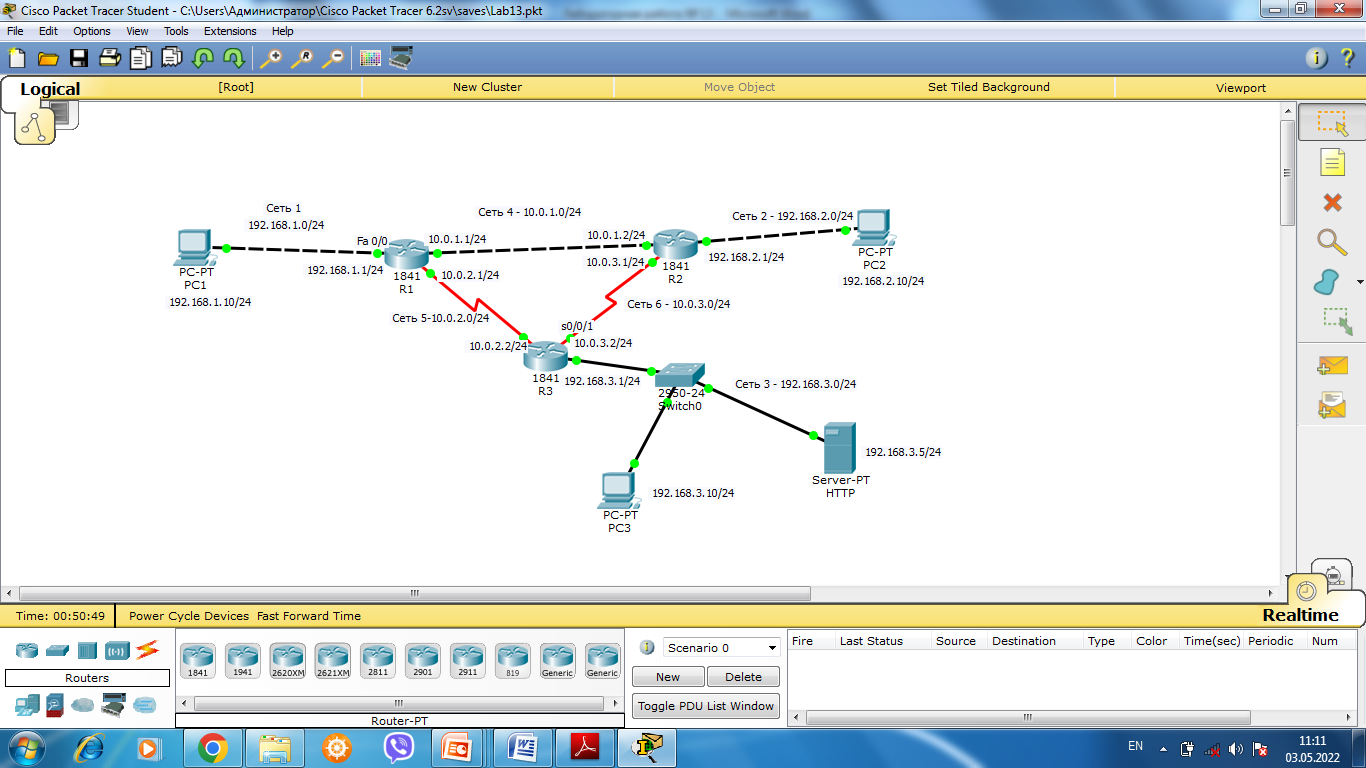 Cisco Packet Tracer Student - C:\Users\Администратор\Cisco Packet Tracer 6.2sv\saves\Lab13.pkt
File Edit Options View Tools Extensions Help
Logical [Root] New Cluster Move Object Set Tiled Background Viewport
Сеть 1
192.168.1.0/24
Сеть 4 - 10.0.1.0/24
Сеть 2 - 192.168.2.0/24
Fa 0/0
10.0.1.1/24
10.0.1.2/24
192.168.2.1/24
192.168.1.1/24
10.0.3.1/24
PC-PT
PC1
192.168.1.10/24
1841
R1
10.0.2.1/24
1841
R2
PC-PT
PC2
192.168.2.10/24
Сеть 6 - 10.0.3.0/24
Сеть 5-10.0.2.0/24
s0/0/1
10.0.2.2/24
10.0.3.2/24
1841
R3
192.168.3.1/24
2950-24
Switch0
Сеть 3 - 192.168.3.0/24
192.168.3.5/24
Server-PT
HTTP
192.168.3.10/24
PC-PT
PC3
Time: 00:50:49 Power Cycle Devices Fast Forward Time Realtime
Routers
1841 1941 2620XM 2621XM 2811 2901 2911 819 Generic Generic
Router-PT
Scenario 0
New Delete
Toggle PDU List Window
Fire Last Status Source Destination Type Color Time(sec) Periodic Num
EN
11:11
03.05.2022